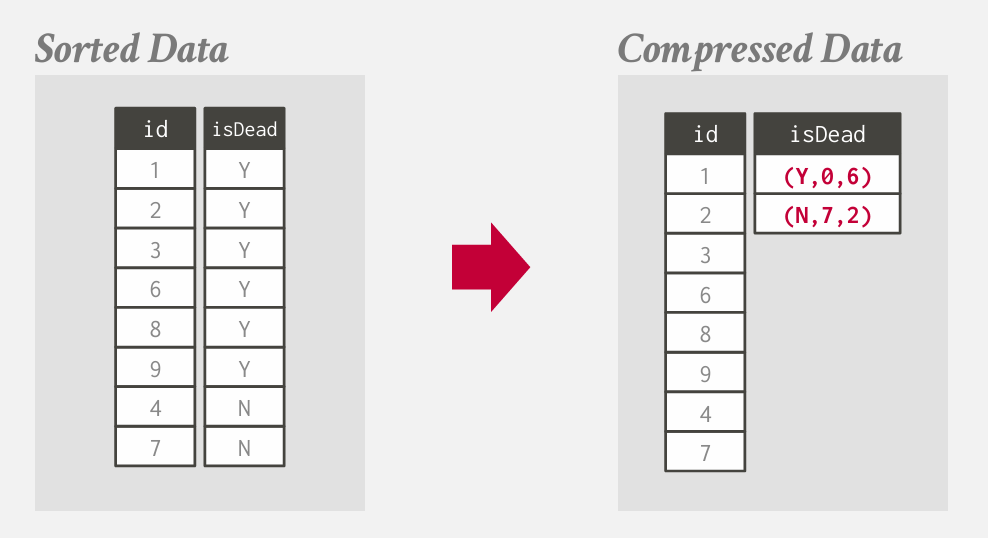 Sorted Data
id isDead
1 Y
2 Y
3 Y
6 Y
8 Y
9 Y
4 N
7 N
Compressed Data
id isDead
1 (Y,0,6)
2 (N,7,2)
3
6
8
9
4
7